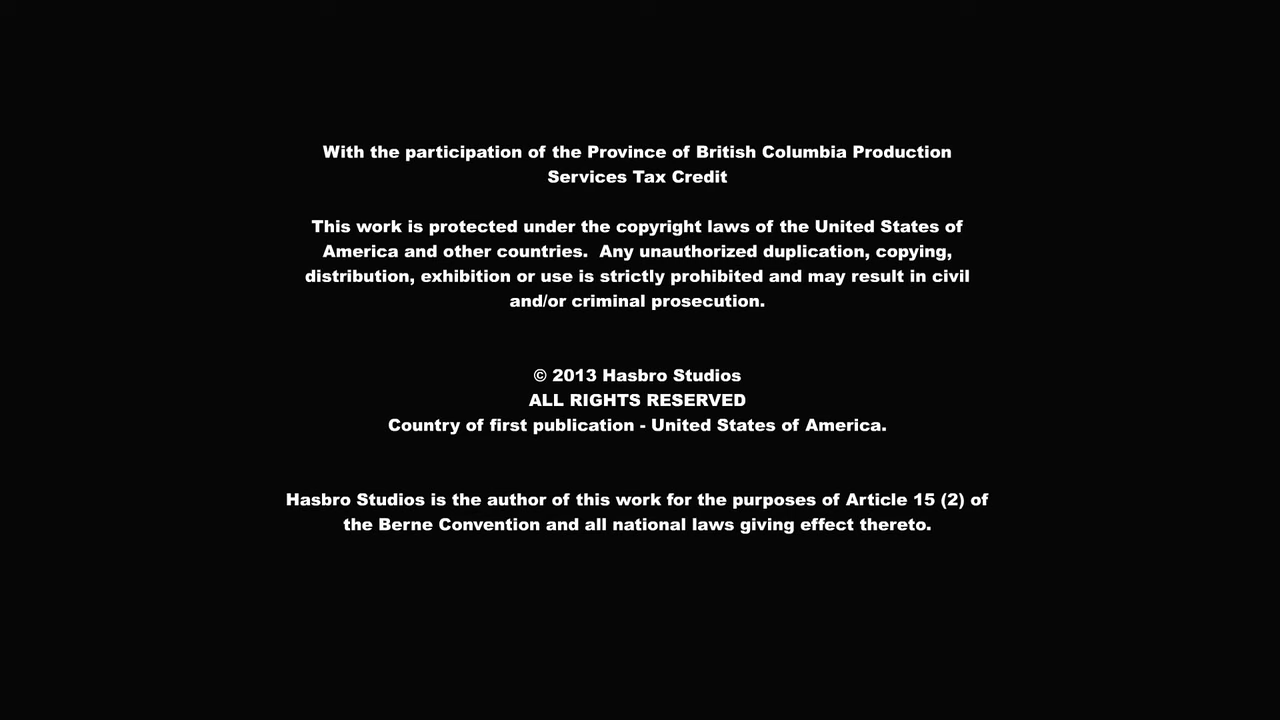 With the participation of the Province of British Columbia Production
Services Tax Credit
This work is protected under the copyright laws of the United States of
America and other countries.  Any unauthorized duplication, copying,
distribution, exhibition or use is strictly prohibited and may result in civil
and/or criminal prosecution.
© 2013 Hasbro Studios
ALL RIGHTS RESERVED
Country of first publication - United States of America.
Hasbro Studios is the author of this work for the purposes of Article 15 (2) of
the Berne Convention and all national laws giving effect thereto.